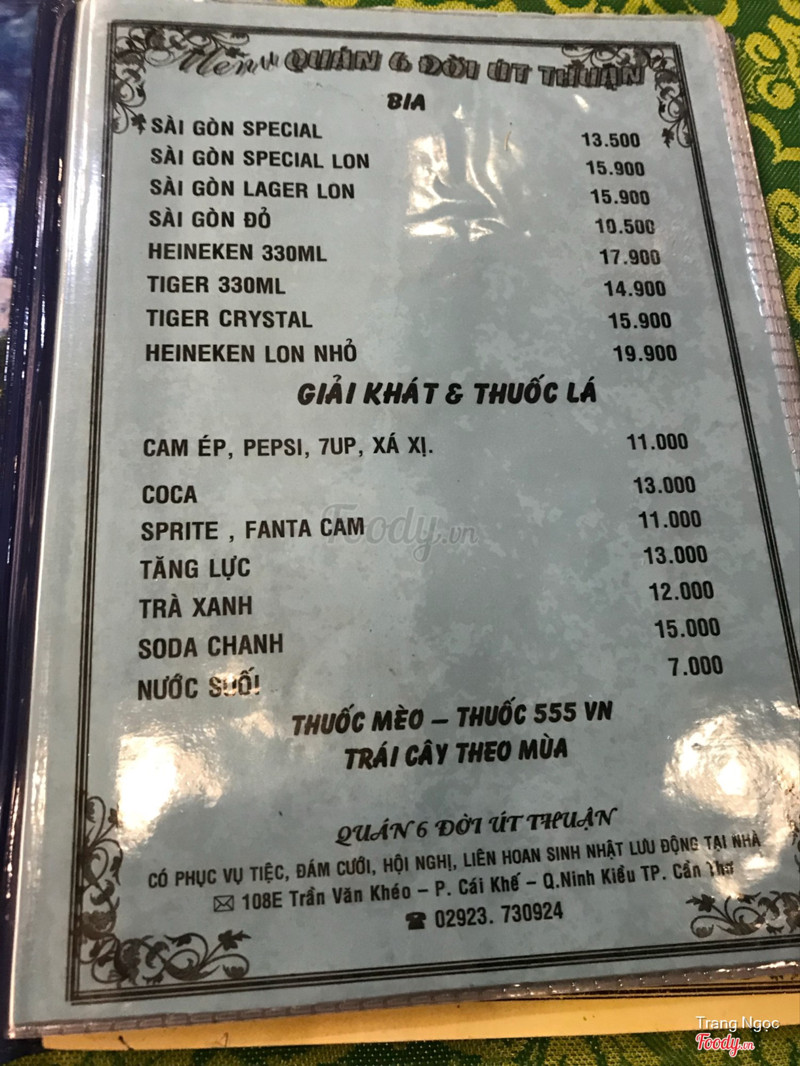 Menu QUÁN 6 ĐỜI ÚT THUẬN
BIA
SÀI GÒN SPECIAL 13.500
SÀI GÒN SPECIAL LON 15.900
SÀI GÒN LAGER LON 15.900
SÀI GÒN ĐỎ 10.500
HEINEKEN 330ML 17.900
TIGER 330ML 14.900
TIGER CRYSTAL 15.900
HEINEKEN LON NHỎ 19.900
GIẢI KHÁT & THUỐC LÁ
CAM ÉP, PEPSI, 7UP, XÁ XỊ. 11.000
COCA 13.000
SPRITE , FANTA CAM 11.000
TĂNG LỰC 13.000
TRÀ XANH 12.000
SODA CHANH 15.000
NƯỚC SUỐI 7.000
THUỐC MÈO – THUỐC 555 VN
TRÁI CÂY THEO MÙA
QUÁN 6 ĐỜI ÚT THUẬN
CÓ PHỤC VỤ TIỆC, ĐÁM CƯỚI, HỘI NGHỊ, LIÊN HOAN SINH NHẬT LƯU ĐỘNG TẠI NHÀ
108E Trần Văn Khéo – P. Cái Khế – Q.Ninh Kiều TP. Cần Thơ
02923. 730924
Foody.vn
Trang Ngọc
Foody.vn